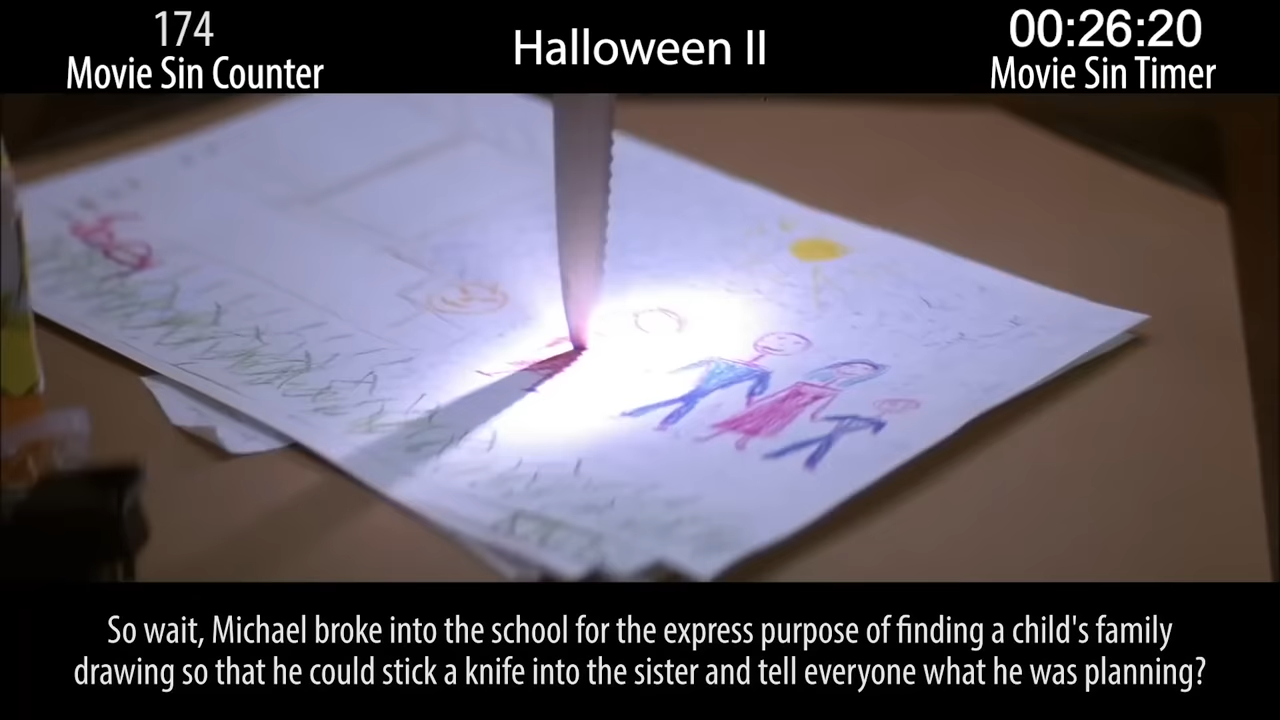 174
Movie Sin Counter
Halloween II
00:26:20
Movie Sin Timer
So wait, Michael broke into the school for the express purpose of finding a child's family
drawing so that he could stick a knife into the sister and tell everyone what he was planning?